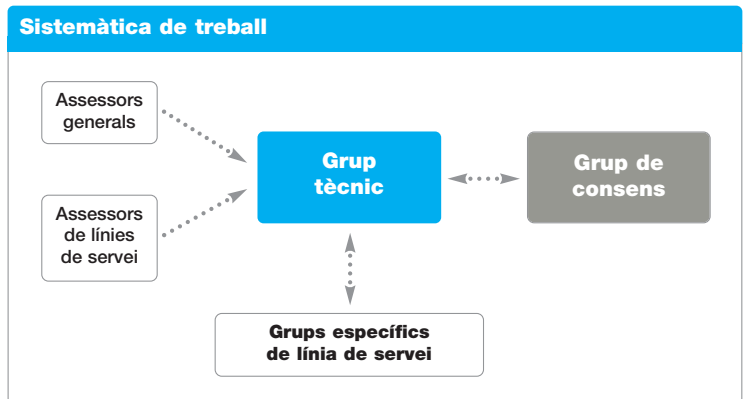 Sistemàtica de treball
Assessors
generals
Grup
tècnic
Grup de
consens
Assessors
de línies
de servei
Grups específics
de línia de servei